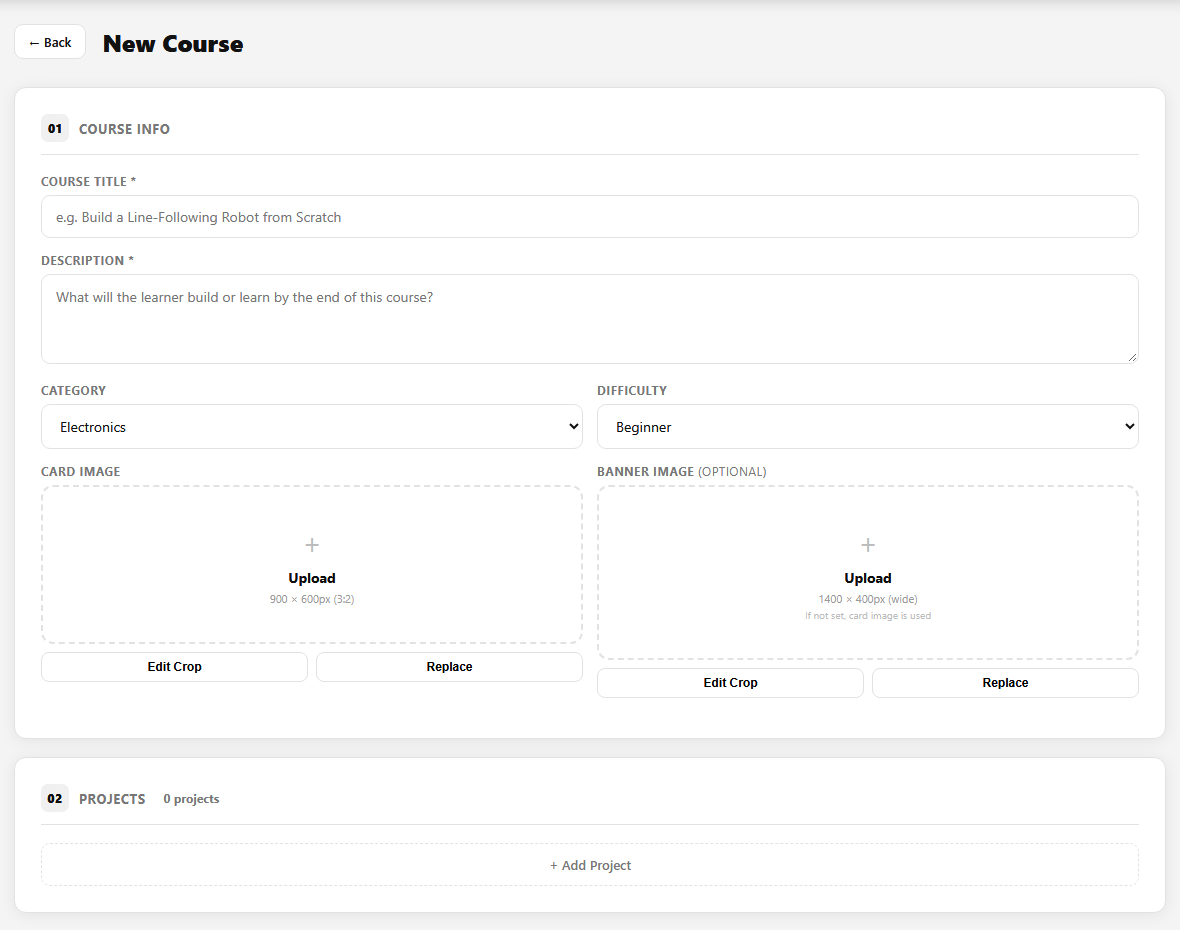 ← Back
New Course
01 COURSE INFO
COURSE TITLE *
e.g. Build a Line-Following Robot from Scratch
DESCRIPTION *
What will the learner build or learn by the end of this course?
CATEGORY
Electronics
DIFFICULTY
Beginner
CARD IMAGE
+
Upload
900 × 600px (3:2)
Edit Crop Replace
BANNER IMAGE (OPTIONAL)
+
Upload
1400 × 400px (wide)
If not set, card image is used
Edit Crop Replace
02 PROJECTS 0 projects
+ Add Project